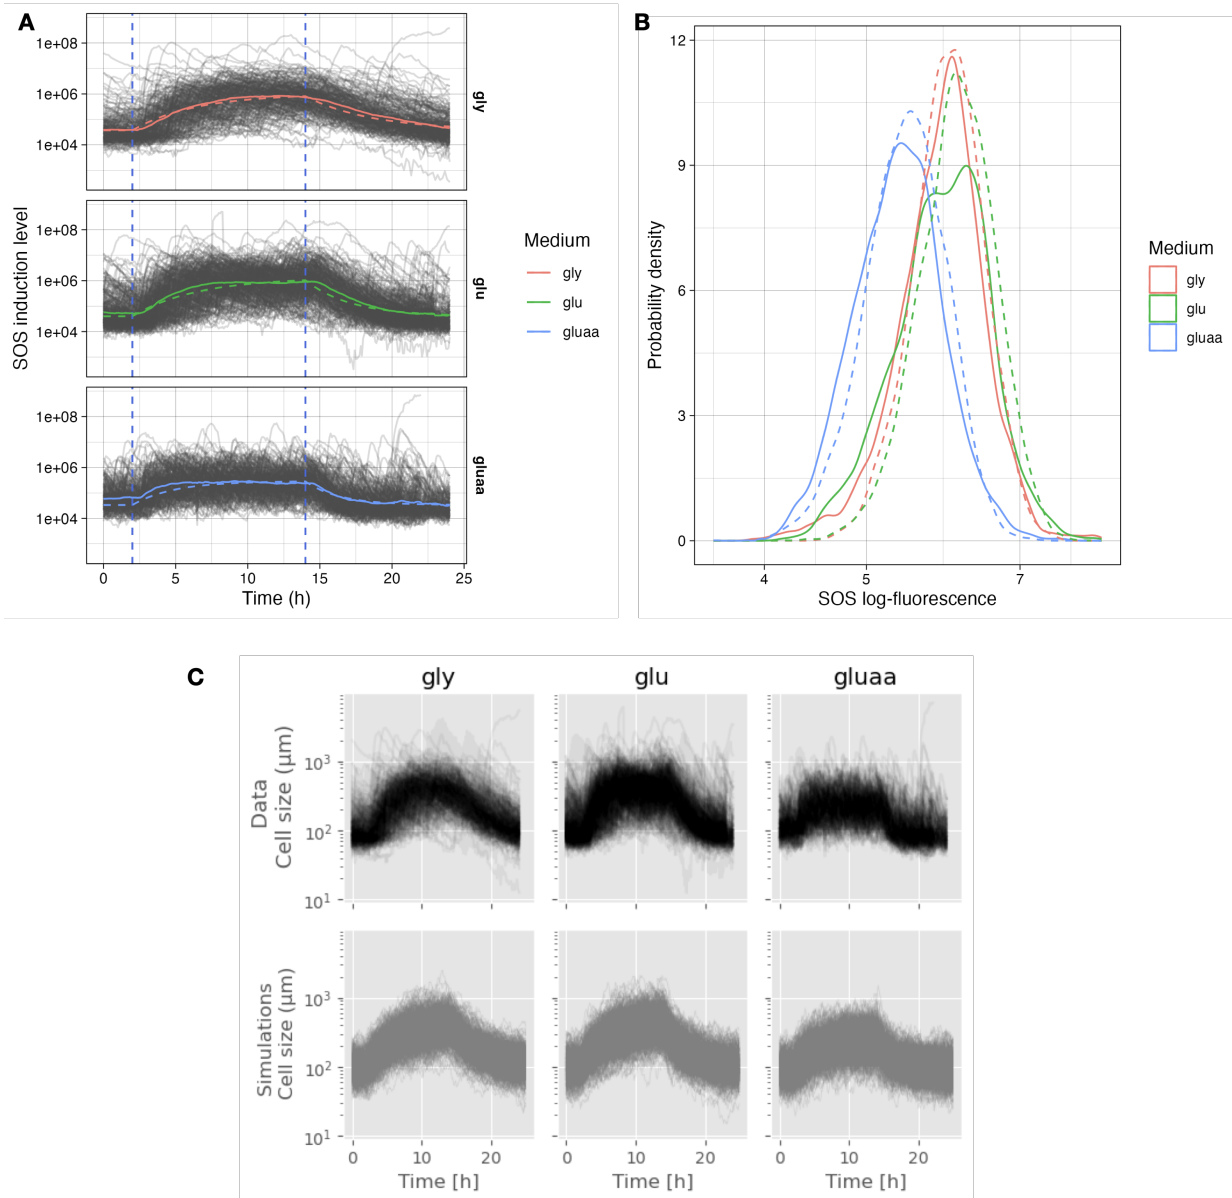 A
1e+08
1e+06
1e+04
gly
1e+08
1e+06
1e+04
glu
1e+08
1e+06
1e+04
gluaa
SOS induction level
0 5 10 15 20 25
Time (h)
Medium
gly
glu
gluaa
B
12
9
6
3
0
Probability density
4 5 7
SOS log-fluorescence
Medium
gly
glu
gluaa
C
gly glu gluaa
Data
Cell size (μm)
10³
10²
10¹
Simulations
Cell size (μm)
10³
10²
10¹
0 10 20 0 10 20 0 10 20
Time [h] Time [h] Time [h]